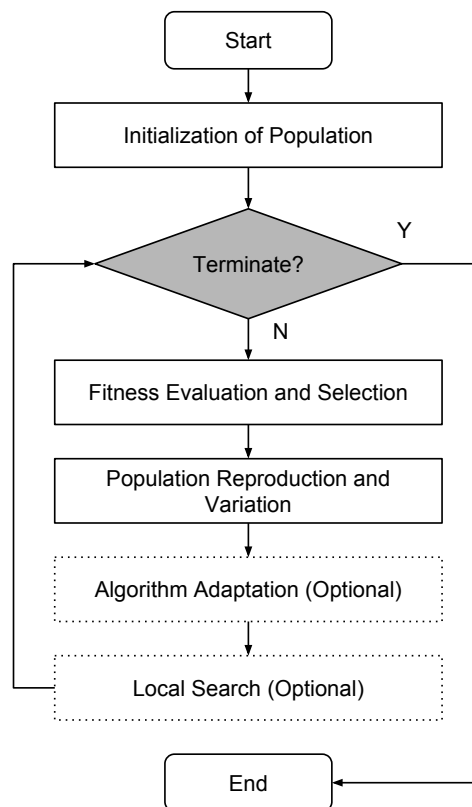 Start
Initialization of Population
Terminate?
Y
N
Fitness Evaluation and Selection
Population Reproduction and
Variation
Algorithm Adaptation (Optional)
Local Search (Optional)
End